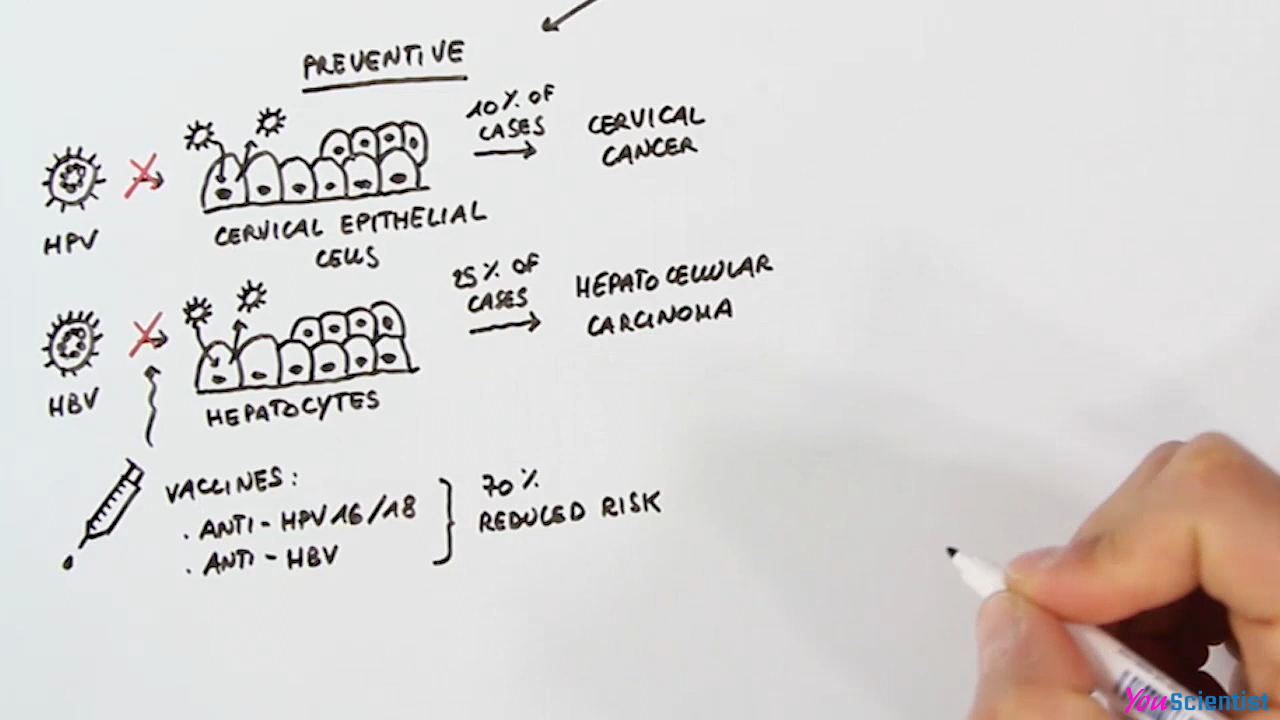 PREVENTIVE
10% OF
CASES
CERVICAL
CANCER
HPV
CERVICAL EPITHELIAL
CELLS
25% OF
CASES
HEPATOCELLULAR
CARCINOMA
HBV
HEPATOCYTES
VACCINES:
. ANTI - HPV 16/18
. ANTI - HBV
70%
REDUCED RISK
YouScientist